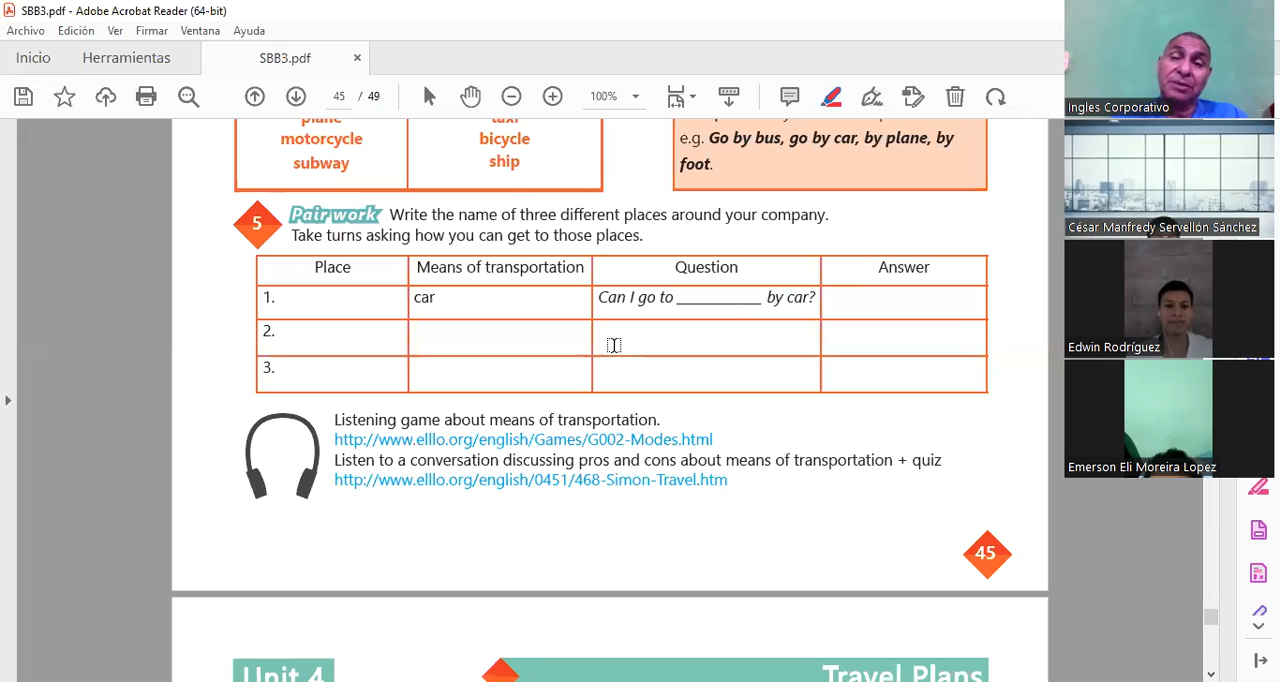 SBB3.pdf - Adobe Acrobat Reader (64-bit)
Archivo Edición Ver Firmar Ventana Ayuda
Inicio Herramientas SBB3.pdf ×
45 / 49 100%
plane taxi
motorcycle bicycle
subway ship
e.g. Go by bus, go by car, by plane, by
foot.
5 Pair work Write the name of three different places around your company.
Take turns asking how you can get to those places.
Place Means of transportation Question Answer
1. car Can I go to ___________ by car?
2.
3.
Listening game about means of transportation.
http://www.elllo.org/english/Games/G002-Modes.html
Listen to a conversation discussing pros and cons about means of transportation + quiz
http://www.elllo.org/english/0451/468-Simon-Travel.htm
45
Unit 4 Travel Plans
Ingles Corporativo
César Manfredy Servellón Sánchez
Edwin Rodríguez
Emerson Eli Moreira Lopez